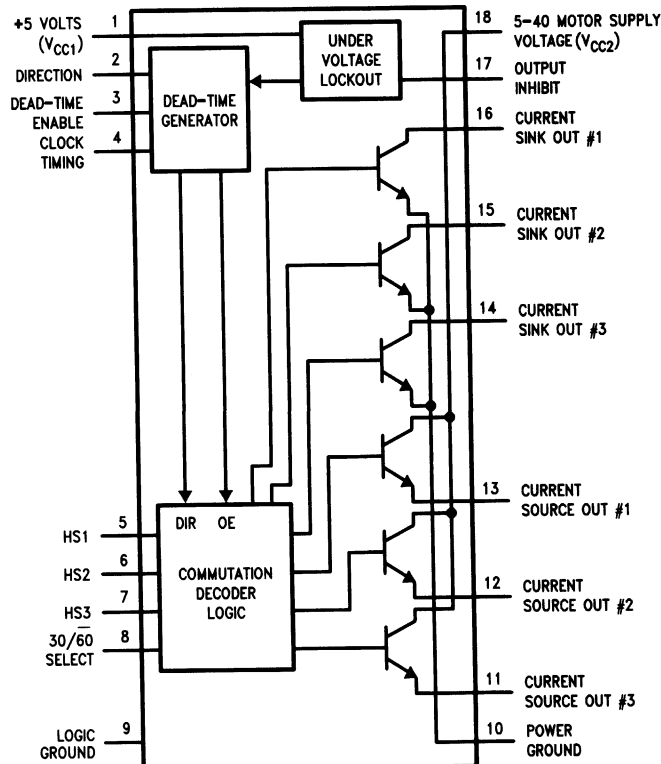 +5 VOLTS
(VCC1)
1
DIRECTION
2
DEAD-TIME
ENABLE
3
CLOCK
TIMING
4
DEAD-TIME
GENERATOR
UNDER
VOLTAGE
LOCKOUT
18
5-40 MOTOR SUPPLY
VOLTAGE(VCC2)
17
OUTPUT
INHIBIT
16
CURRENT
SINK OUT #1
15
CURRENT
SINK OUT #2
14
CURRENT
SINK OUT #3
13
CURRENT
SOURCE OUT #1
12
CURRENT
SOURCE OUT #2
11
CURRENT
SOURCE OUT #3
10
POWER
GROUND
DIR OE
COMMUTATION
DECODER
LOGIC
HS1
5
HS2
6
HS3
7
30/6̅0̅
SELECT
8
LOGIC
GROUND
9